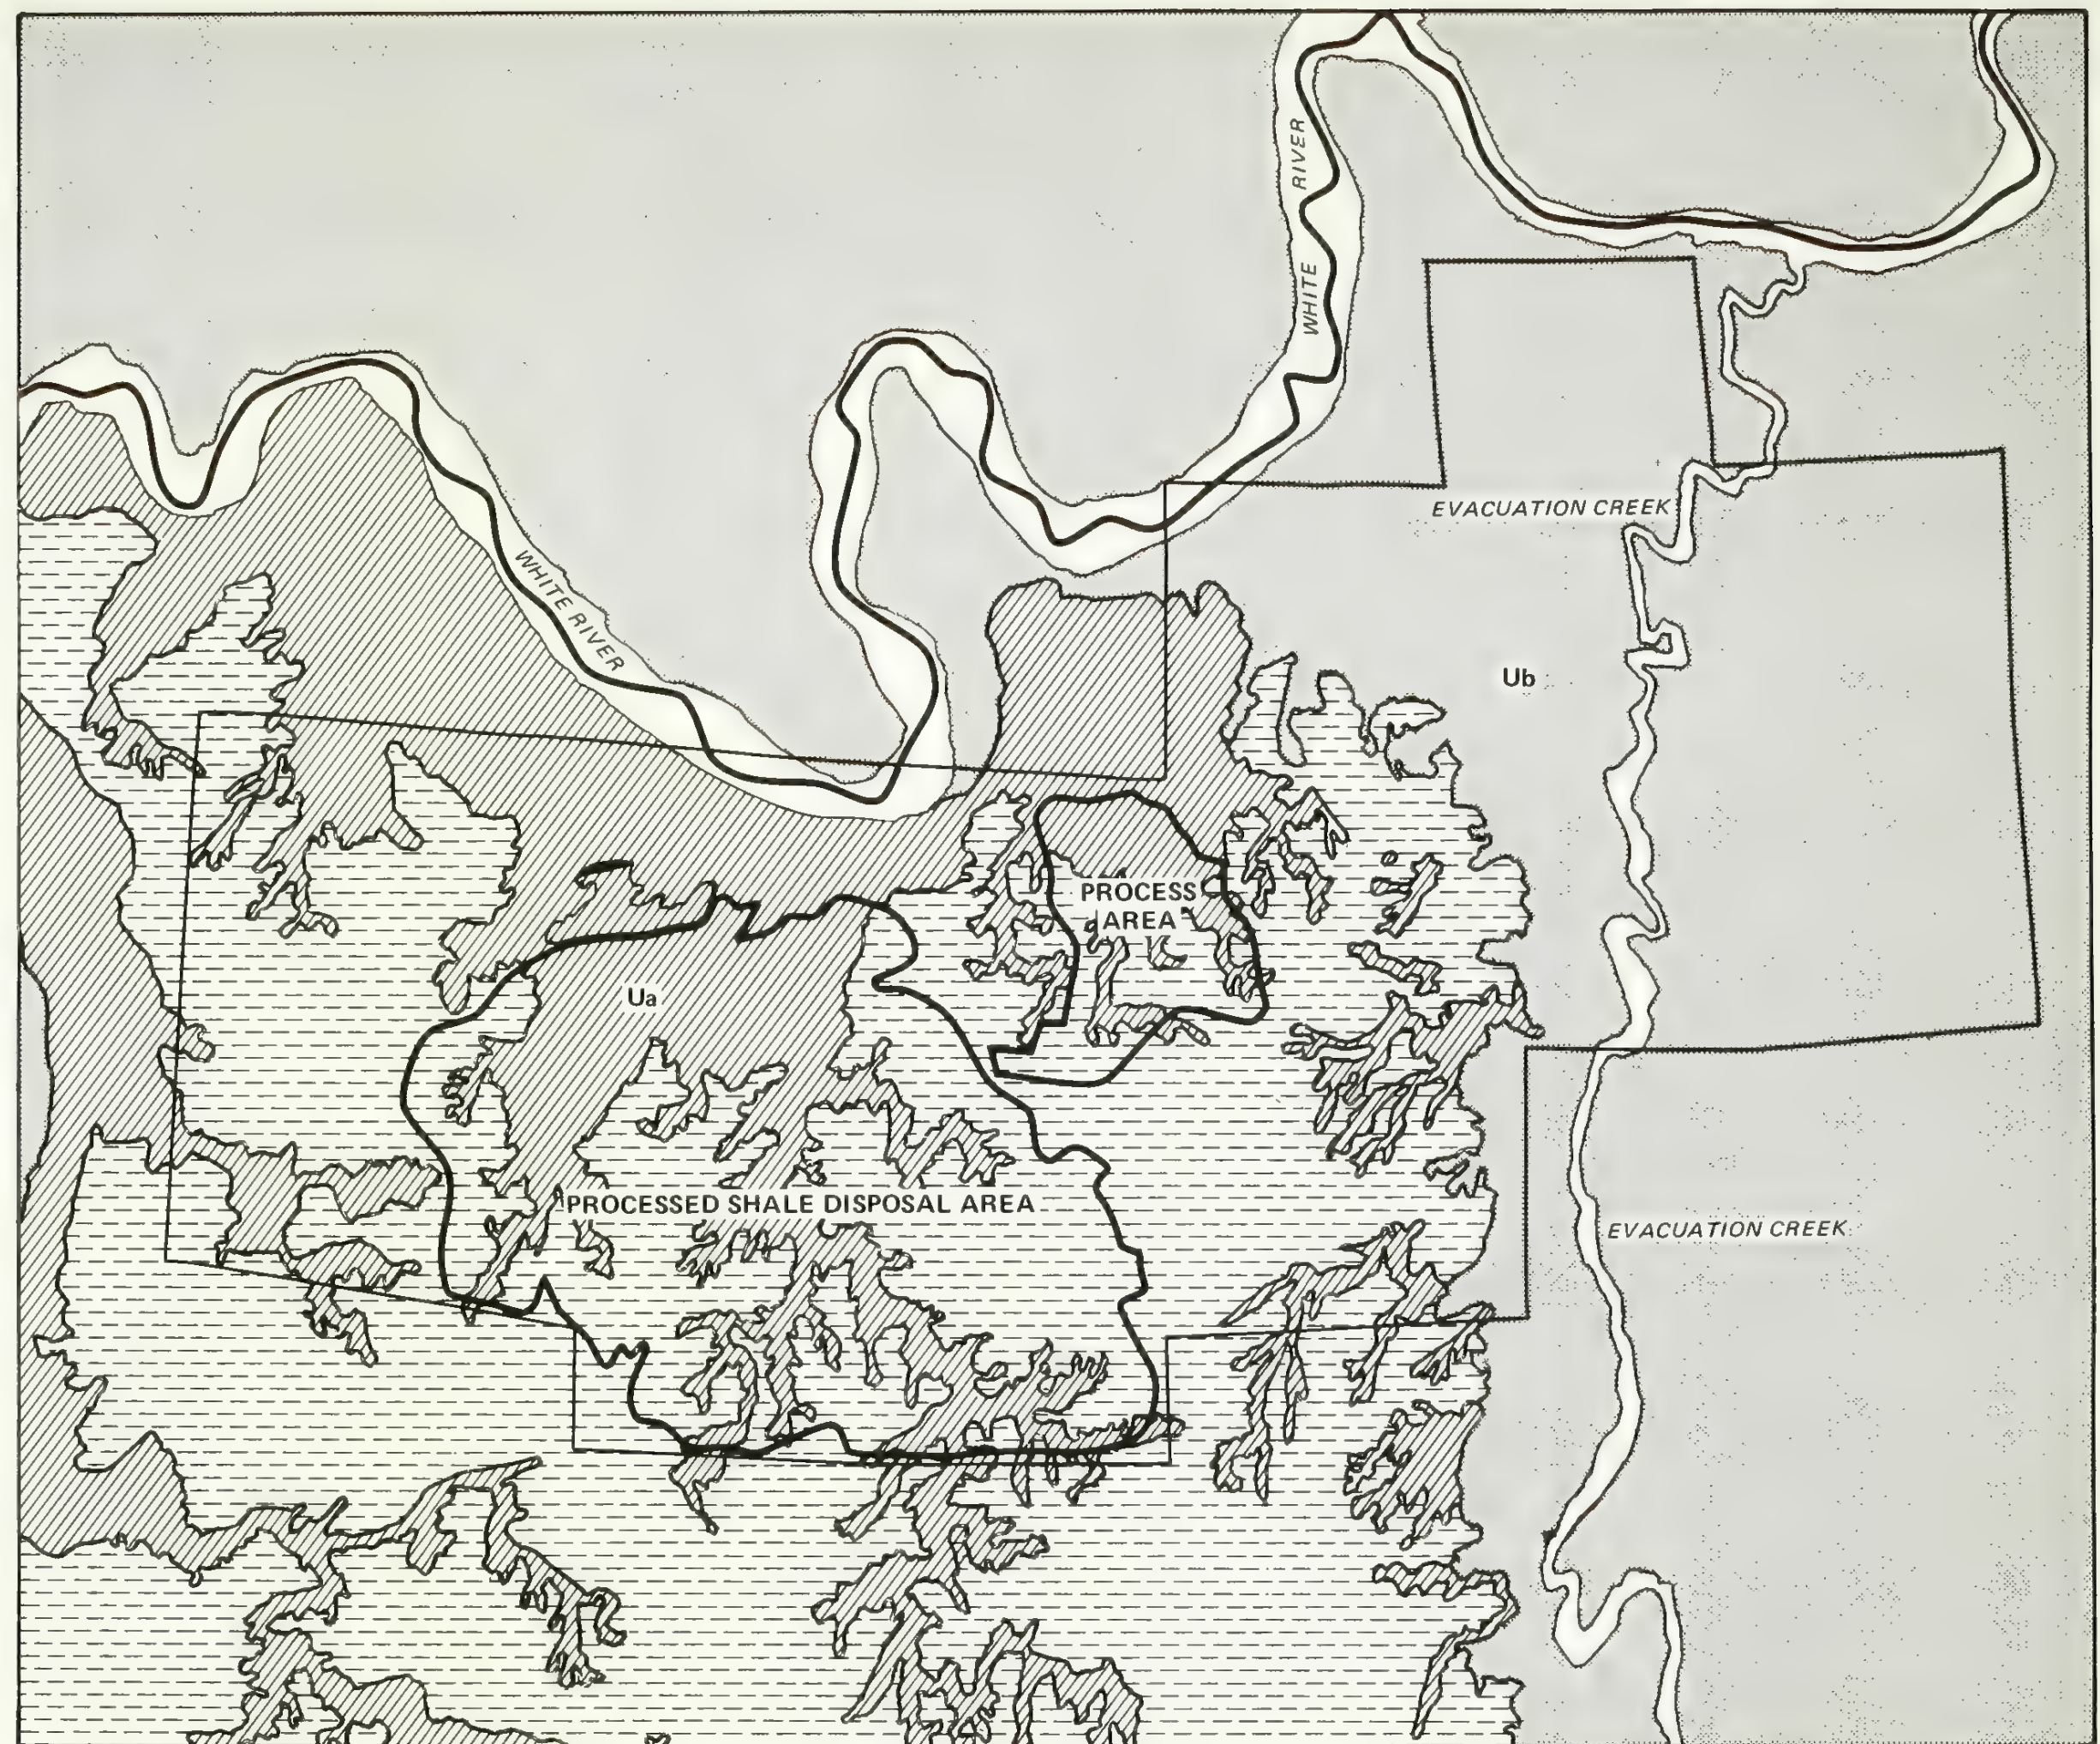 WHITE RIVER
EVACUATION CREEK
WHITE RIVER
Ub
PROCESS
AREA
Ua
PROCESSED SHALE DISPOSAL AREA
EVACUATION CREEK